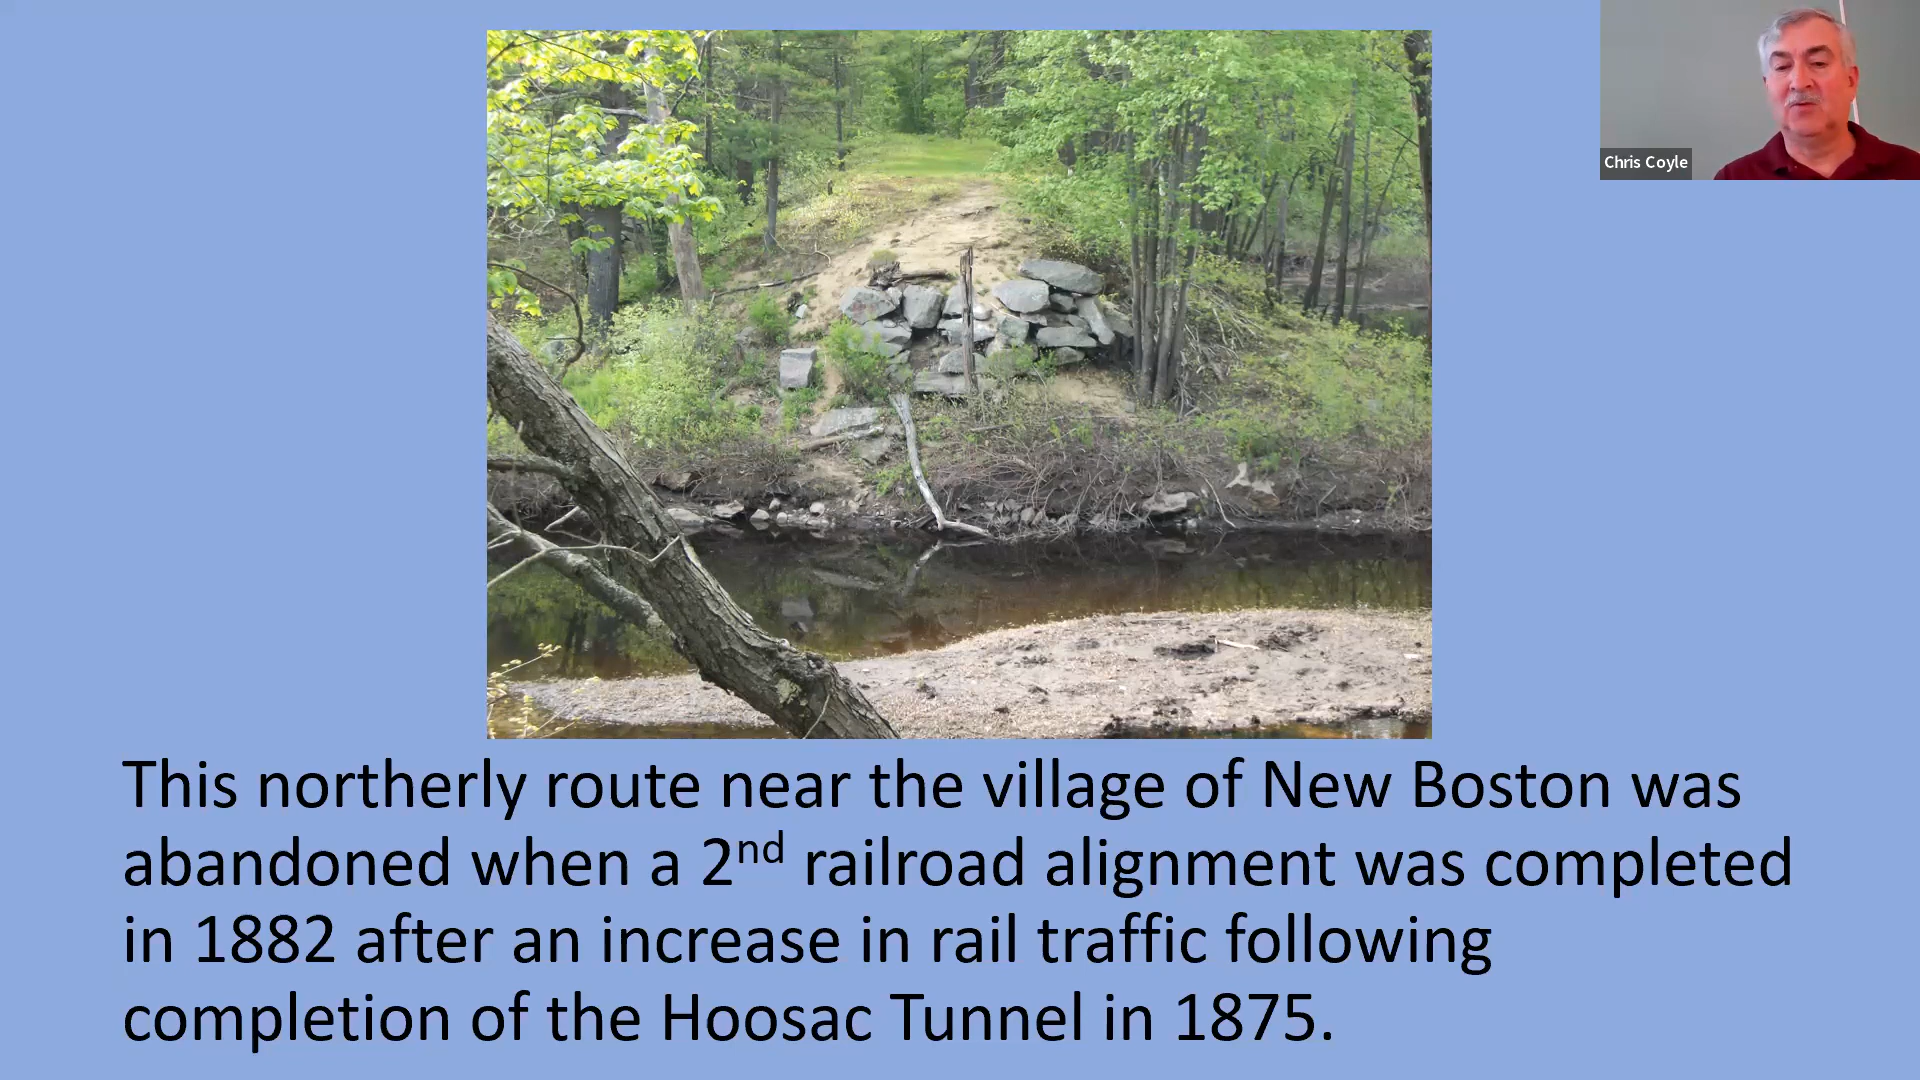 Chris Coyle
This northerly route near the village of New Boston was
abandoned when a 2nd railroad alignment was completed
in 1882 after an increase in rail traffic following
completion of the Hoosac Tunnel in 1875.